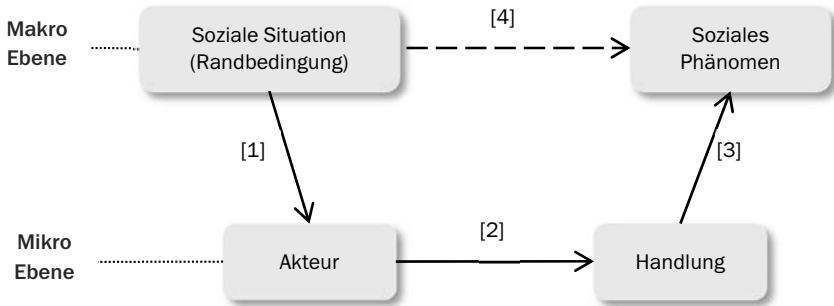 Makro
Ebene
Soziale Situation
(Randbedingung)
[4]
Soziales
Phänomen
[1]
[3]
Mikro
Ebene
Akteur
[2]
Handlung